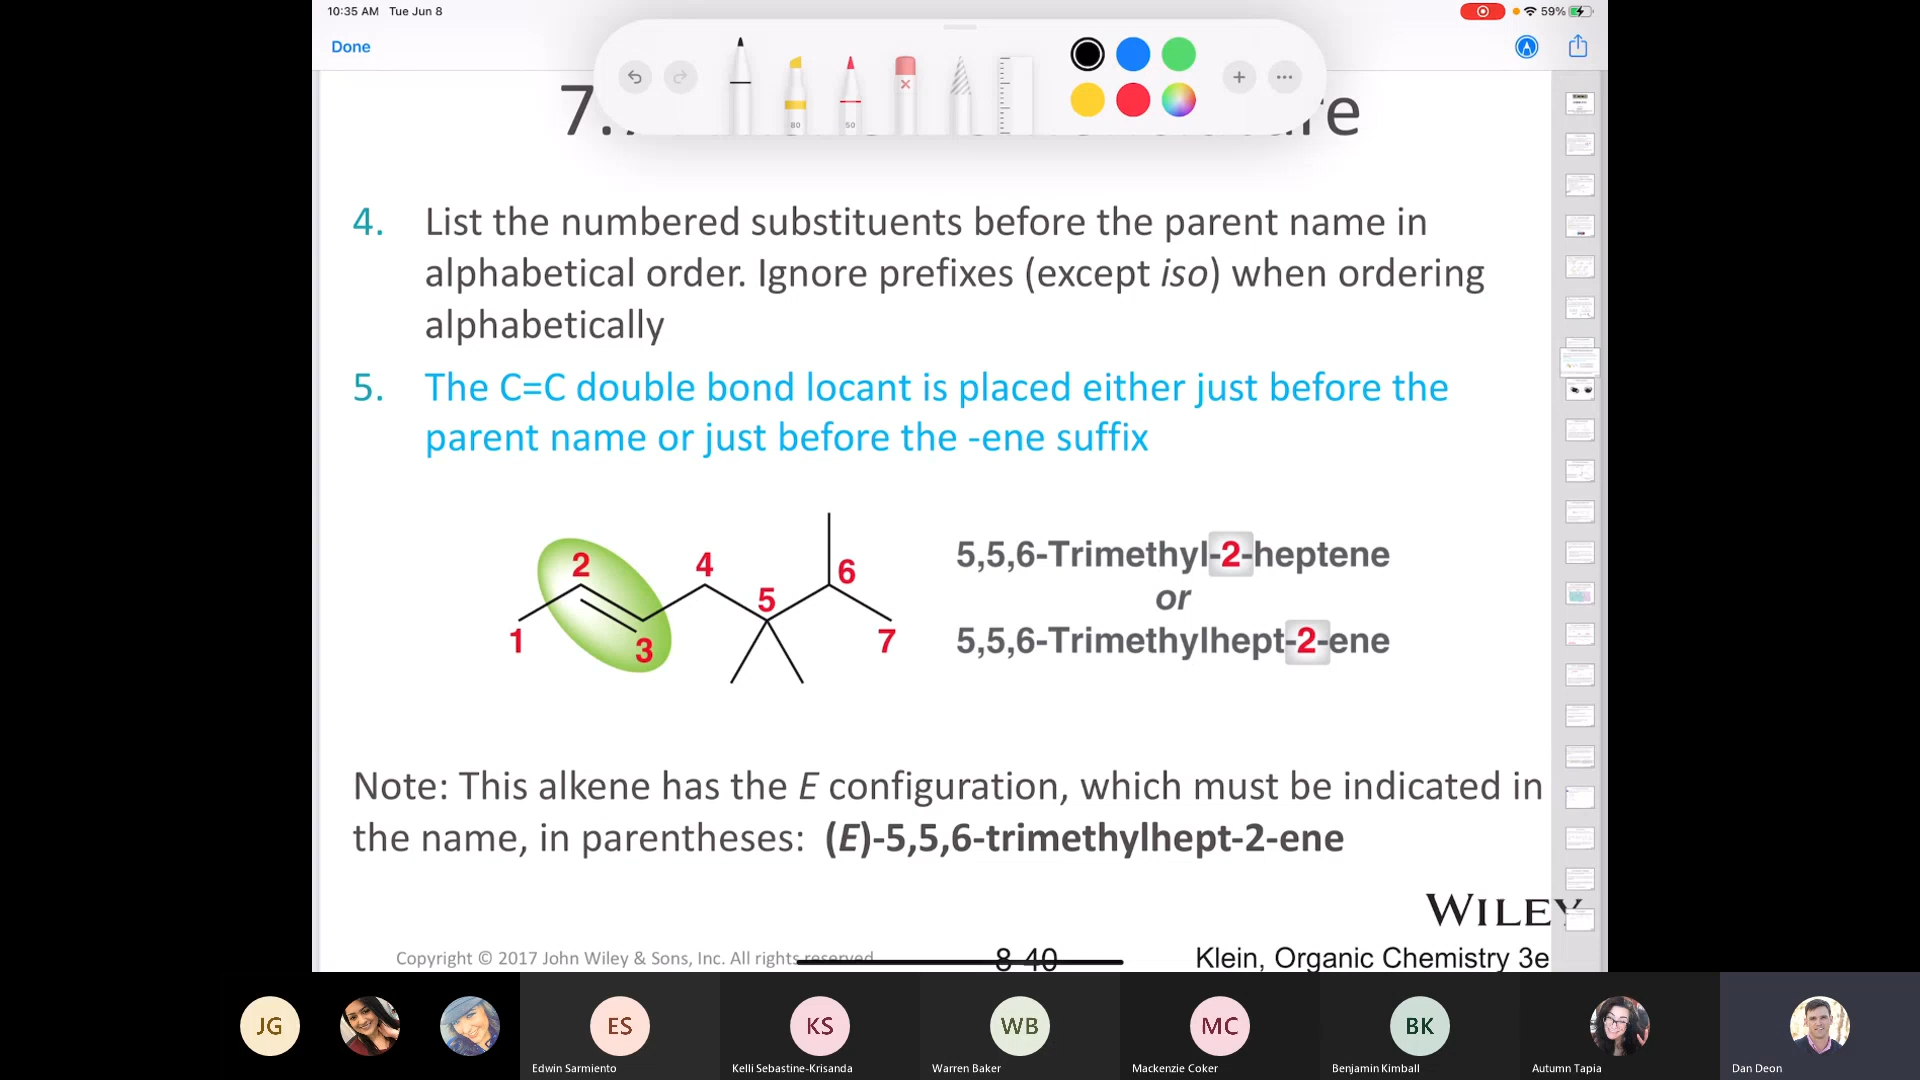 10:35 AM Tue Jun 8
59%
Done
80
50
7.
re
4. List the numbered substituents before the parent name in
alphabetical order. Ignore prefixes (except iso) when ordering
alphabetically
5. The C=C double bond locant is placed either just before the
parent name or just before the -ene suffix
1
2
3
4
5
6
7
5,5,6-Trimethyl-2-heptene
or
5,5,6-Trimethylhept-2-ene
Note: This alkene has the E configuration, which must be indicated in
the name, in parentheses: (E)-5,5,6-trimethylhept-2-ene
WILEY
Copyright © 2017 John Wiley & Sons, Inc. All rights reserved
8-40
Klein, Organic Chemistry 3e
JG
ES
KS
WB
MC
BK
Edwin Sarmiento
Kelli Sebastine-Krisanda
Warren Baker
Mackenzie Coker
Benjamin Kimball
Autumn Tapia
Dan Deon